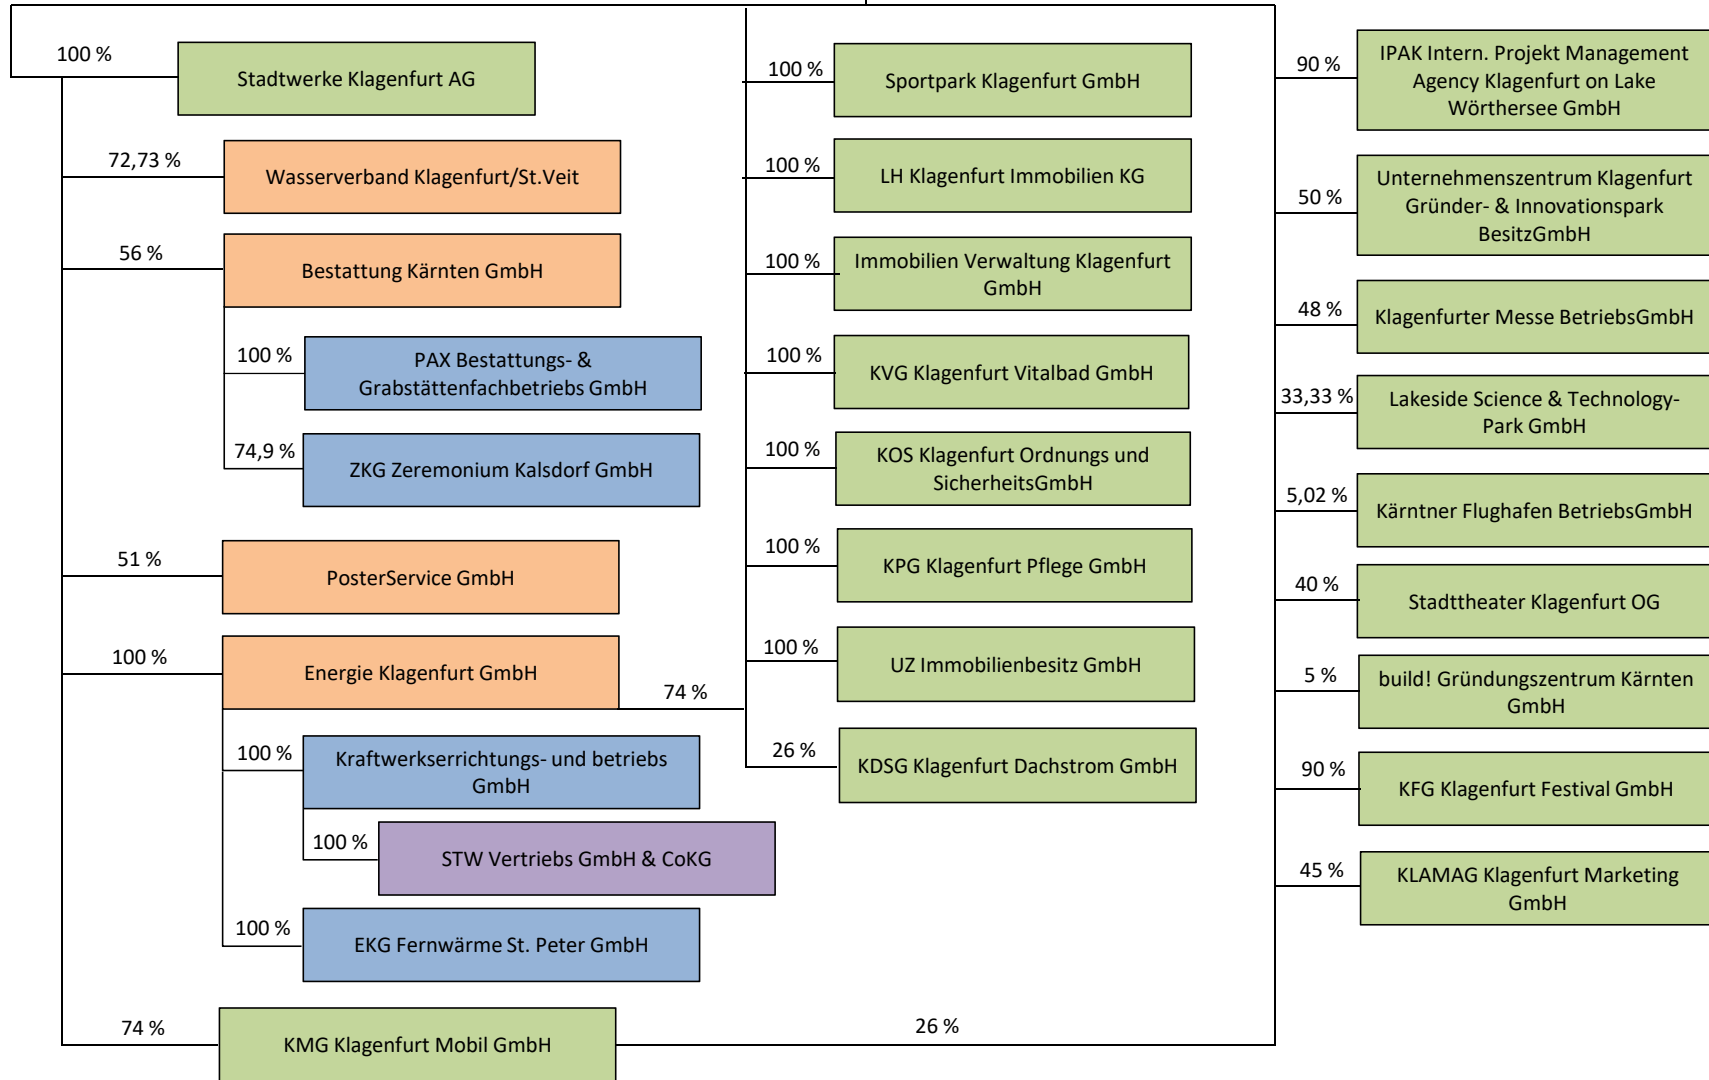 100 %
Stadtwerke Klagenfurt AG
72,73 %
Wasserverband Klagenfurt/St.Veit
56 %
Bestattung Kärnten GmbH
100 %
PAX Bestattungs- &
Grabstättenfachbetriebs GmbH
74,9 %
ZKG Zeremonium Kalsdorf GmbH
51 %
PosterService GmbH
100 %
Energie Klagenfurt GmbH
74 %
100 %
Kraftwerkserrichtungs- und betriebs
GmbH
100 %
STW Vertriebs GmbH & CoKG
100 %
EKG Fernwärme St. Peter GmbH
74 %
KMG Klagenfurt Mobil GmbH
26 %
100 %
Sportpark Klagenfurt GmbH
100 %
LH Klagenfurt Immobilien KG
100 %
Immobilien Verwaltung Klagenfurt
GmbH
100 %
KVG Klagenfurt Vitalbad GmbH
100 %
KOS Klagenfurt Ordnungs und
SicherheitsGmbH
100 %
KPG Klagenfurt Pflege GmbH
100 %
UZ Immobilienbesitz GmbH
26 %
KDSG Klagenfurt Dachstrom GmbH
90 %
IPAK Intern. Projekt Management
Agency Klagenfurt on Lake
Wörthersee GmbH
50 %
Unternehmenszentrum Klagenfurt
Gründer- & Innovationspark
BesitzGmbH
48 %
Klagenfurter Messe BetriebsGmbH
33,33 %
Lakeside Science & Technology-
Park GmbH
5,02 %
Kärntner Flughafen BetriebsGmbH
40 %
Stadttheater Klagenfurt OG
5 %
build! Gründungszentrum Kärnten
GmbH
90 %
KFG Klagenfurt Festival GmbH
45 %
KLAMAG Klagenfurt Marketing
GmbH